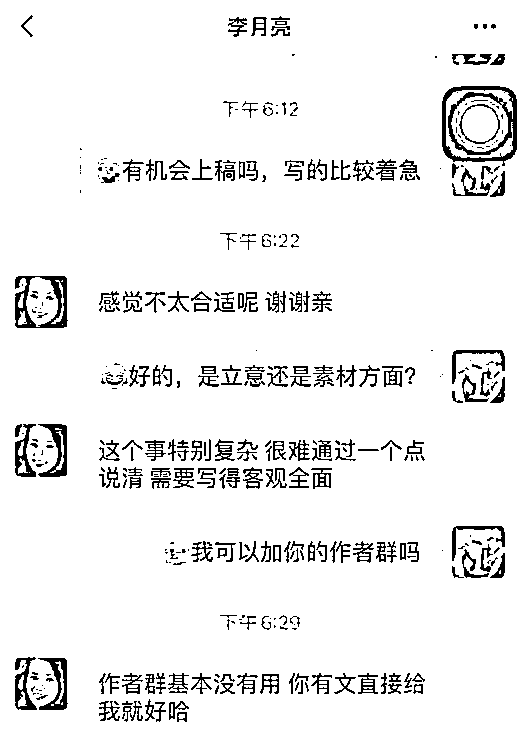 李月亮
下午6:12
有机会上稿吗，写的比较着急
下午6:22
感觉不太合适呢 谢谢亲
好的，是立意还是素材方面？
这个事特别复杂 很难通过一个点
说清 需要写得客观全面
我可以加你的作者群吗
下午6:29
作者群基本没有用 你有文直接给
我就好哈